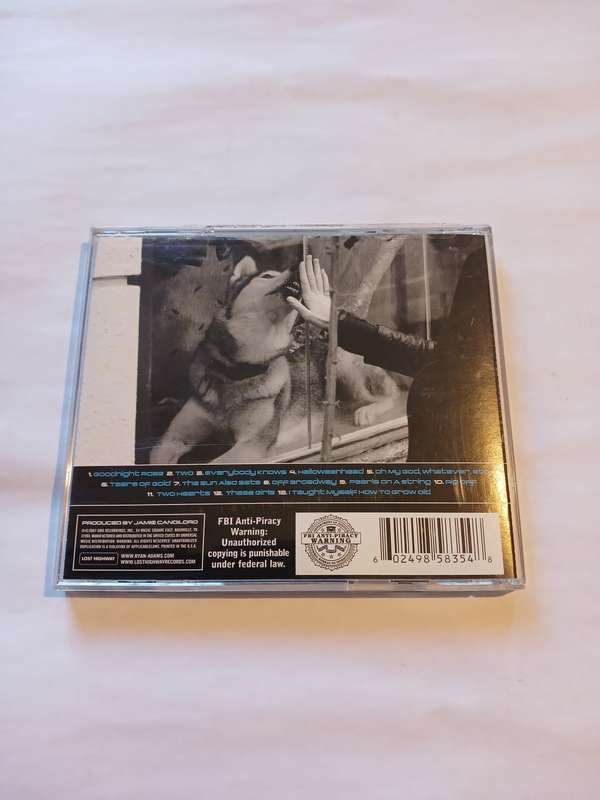 1. Goodnight Rose 2. Two 3. Everybody Knows 4. Halloweenhead 5. Oh My God, Whatever, Etc.
6. Tears of Gold 7. The Sun Also Sets 8. Off Broadway 9. Pearls on a String 10. Rip Off
11. Two Hearts 12. These Girls 13. I Taught Myself How To Grow Old
PRODUCED BY JAMIE CANDILORO
LOST HIGHWAY
WWW.RYAN-ADAMS.COM
WWW.LOSTHIGHWAYRECORDS.COM
FBI Anti-Piracy
Warning:
Unauthorized
copying is punishable
under federal law.
FBI ANTI-PIRACY
WARNING
6 02498 58354 8